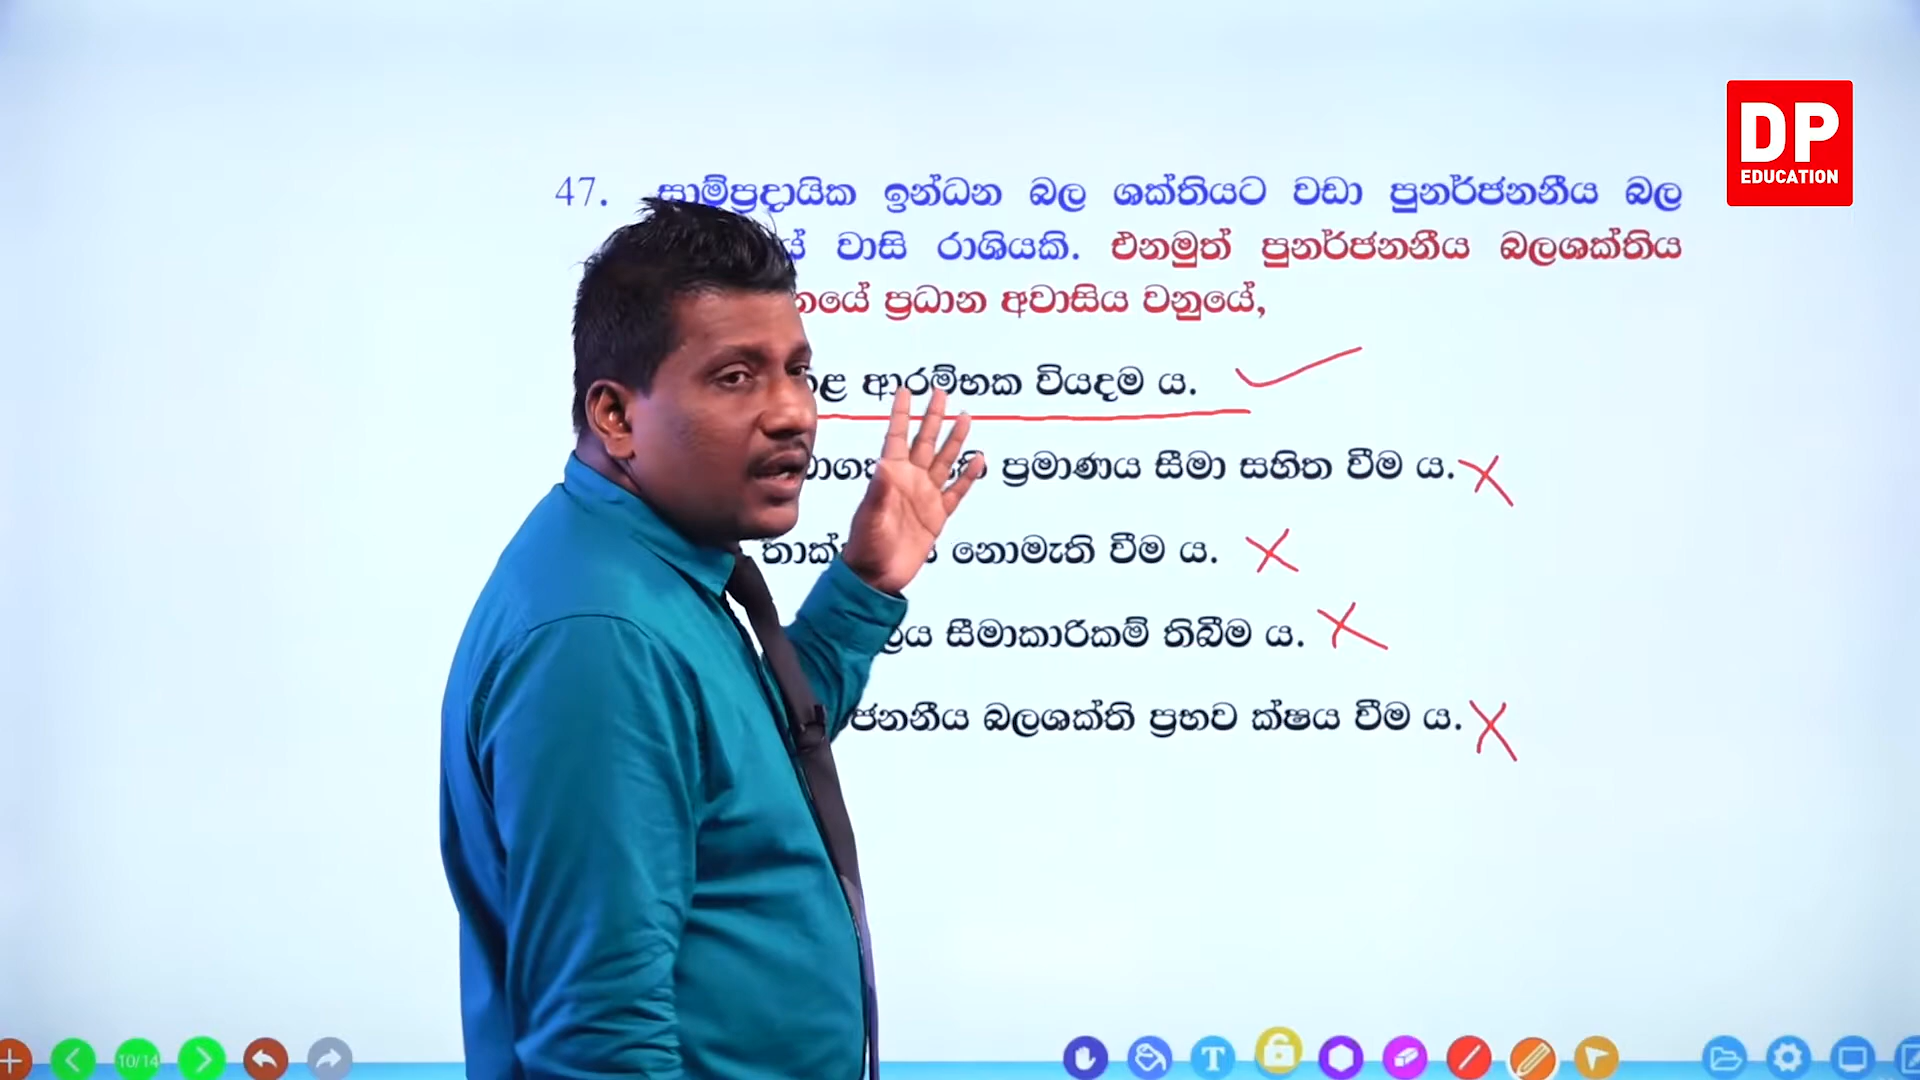 DP
EDUCATION
47. සාම්ප්‍රදායික ඉන්ධන බල ශක්තියට වඩා පුනර්ජනනීය බල
වාසි රාශියකි. එනමුත් පුනර්ජනනීය බලශක්තිය
ප්‍රධාන අවාසිය වනුයේ,
ආරම්භක වියදම ය.
ප්‍රමාණය සීමා සහිත වීම ය.
නොමැති වීම ය.
සීමාකාරිකම් තිබීම ය.
බලශක්ති ප්‍රභව ක්ෂය වීම ය.
10/14
T